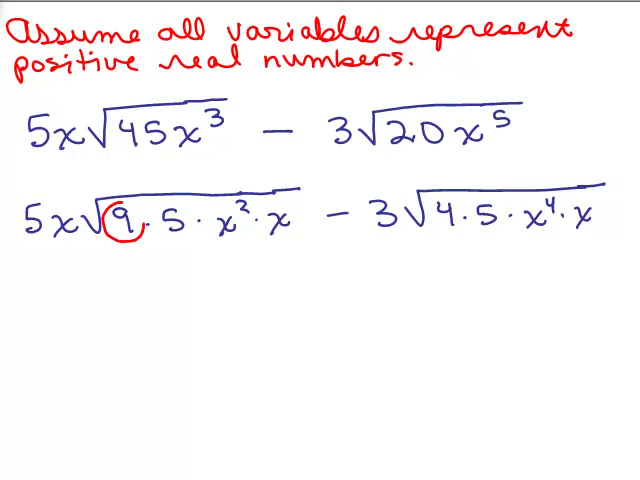 Assume all variables represent
positive real numbers.
5x√45x³ − 3√20x⁵
5x√9·5·x²·x − 3√4·5·x⁴·x